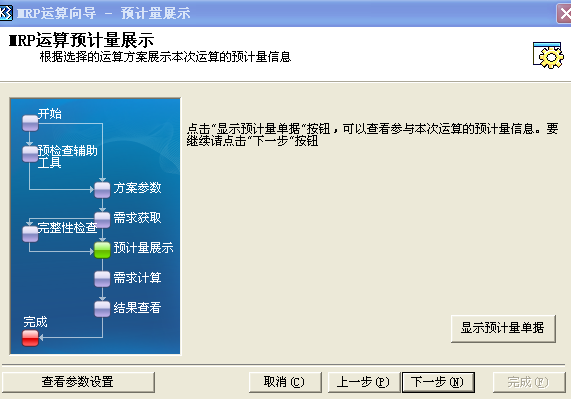 K3 MRP运算向导 - 预计量展示
MRP运算预计量展示
根据选择的运算方案展示本次运算的预计量信息
开始
预检查辅助
工具
方案参数
需求获取
完整性检查
预计量展示
需求计算
结果查看
完成
点击"显示预计量单据"按钮，可以查看参与本次运算的预计量信息。要
继续请点击"下一步"按钮
显示预计量单据
查看参数设置
取消(C)
上一步(P)
下一步(N)
完成(F)